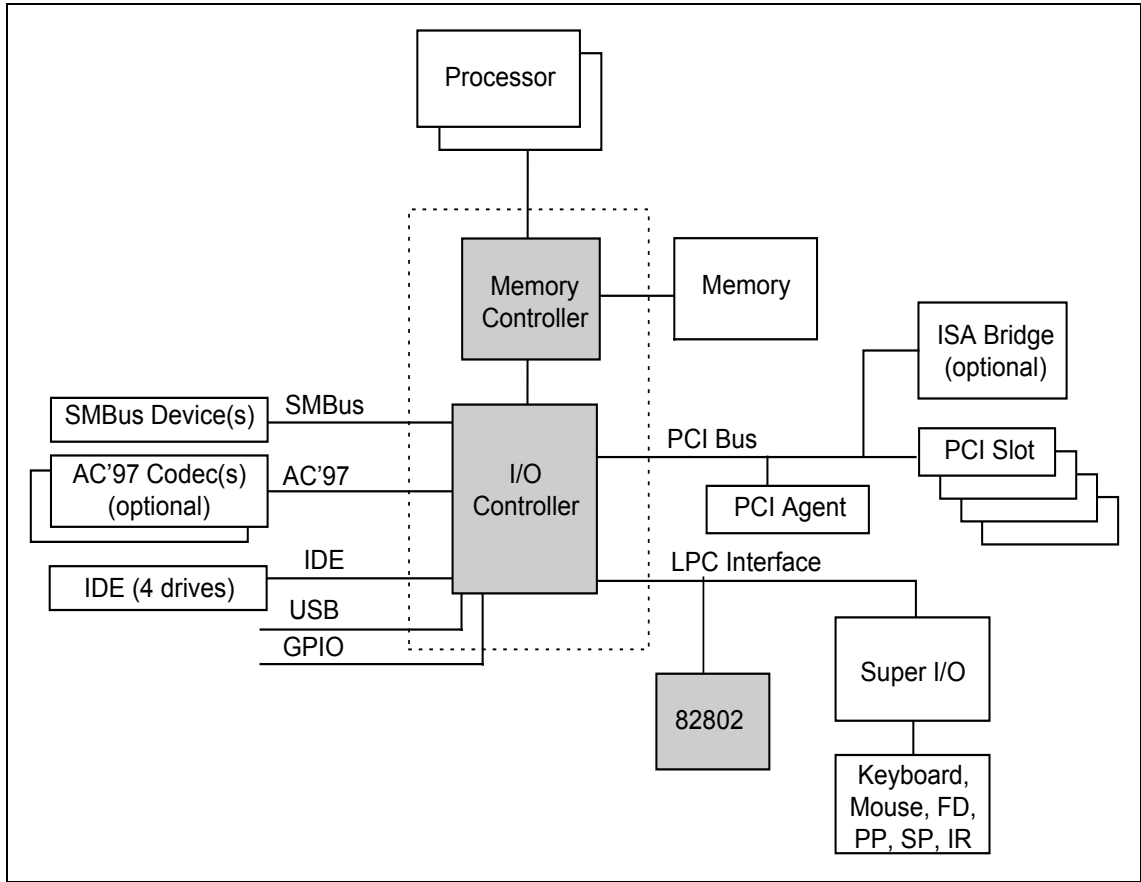 Processor
Memory
Controller
Memory
ISA Bridge
(optional)
SMBus Device(s)
SMBus
PCI Bus
PCI Slot
AC'97 Codec(s)
(optional)
AC'97
I/O
Controller
PCI Agent
IDE
LPC Interface
IDE (4 drives)
USB
GPIO
Super I/O
82802
Keyboard,
Mouse, FD,
PP, SP, IR